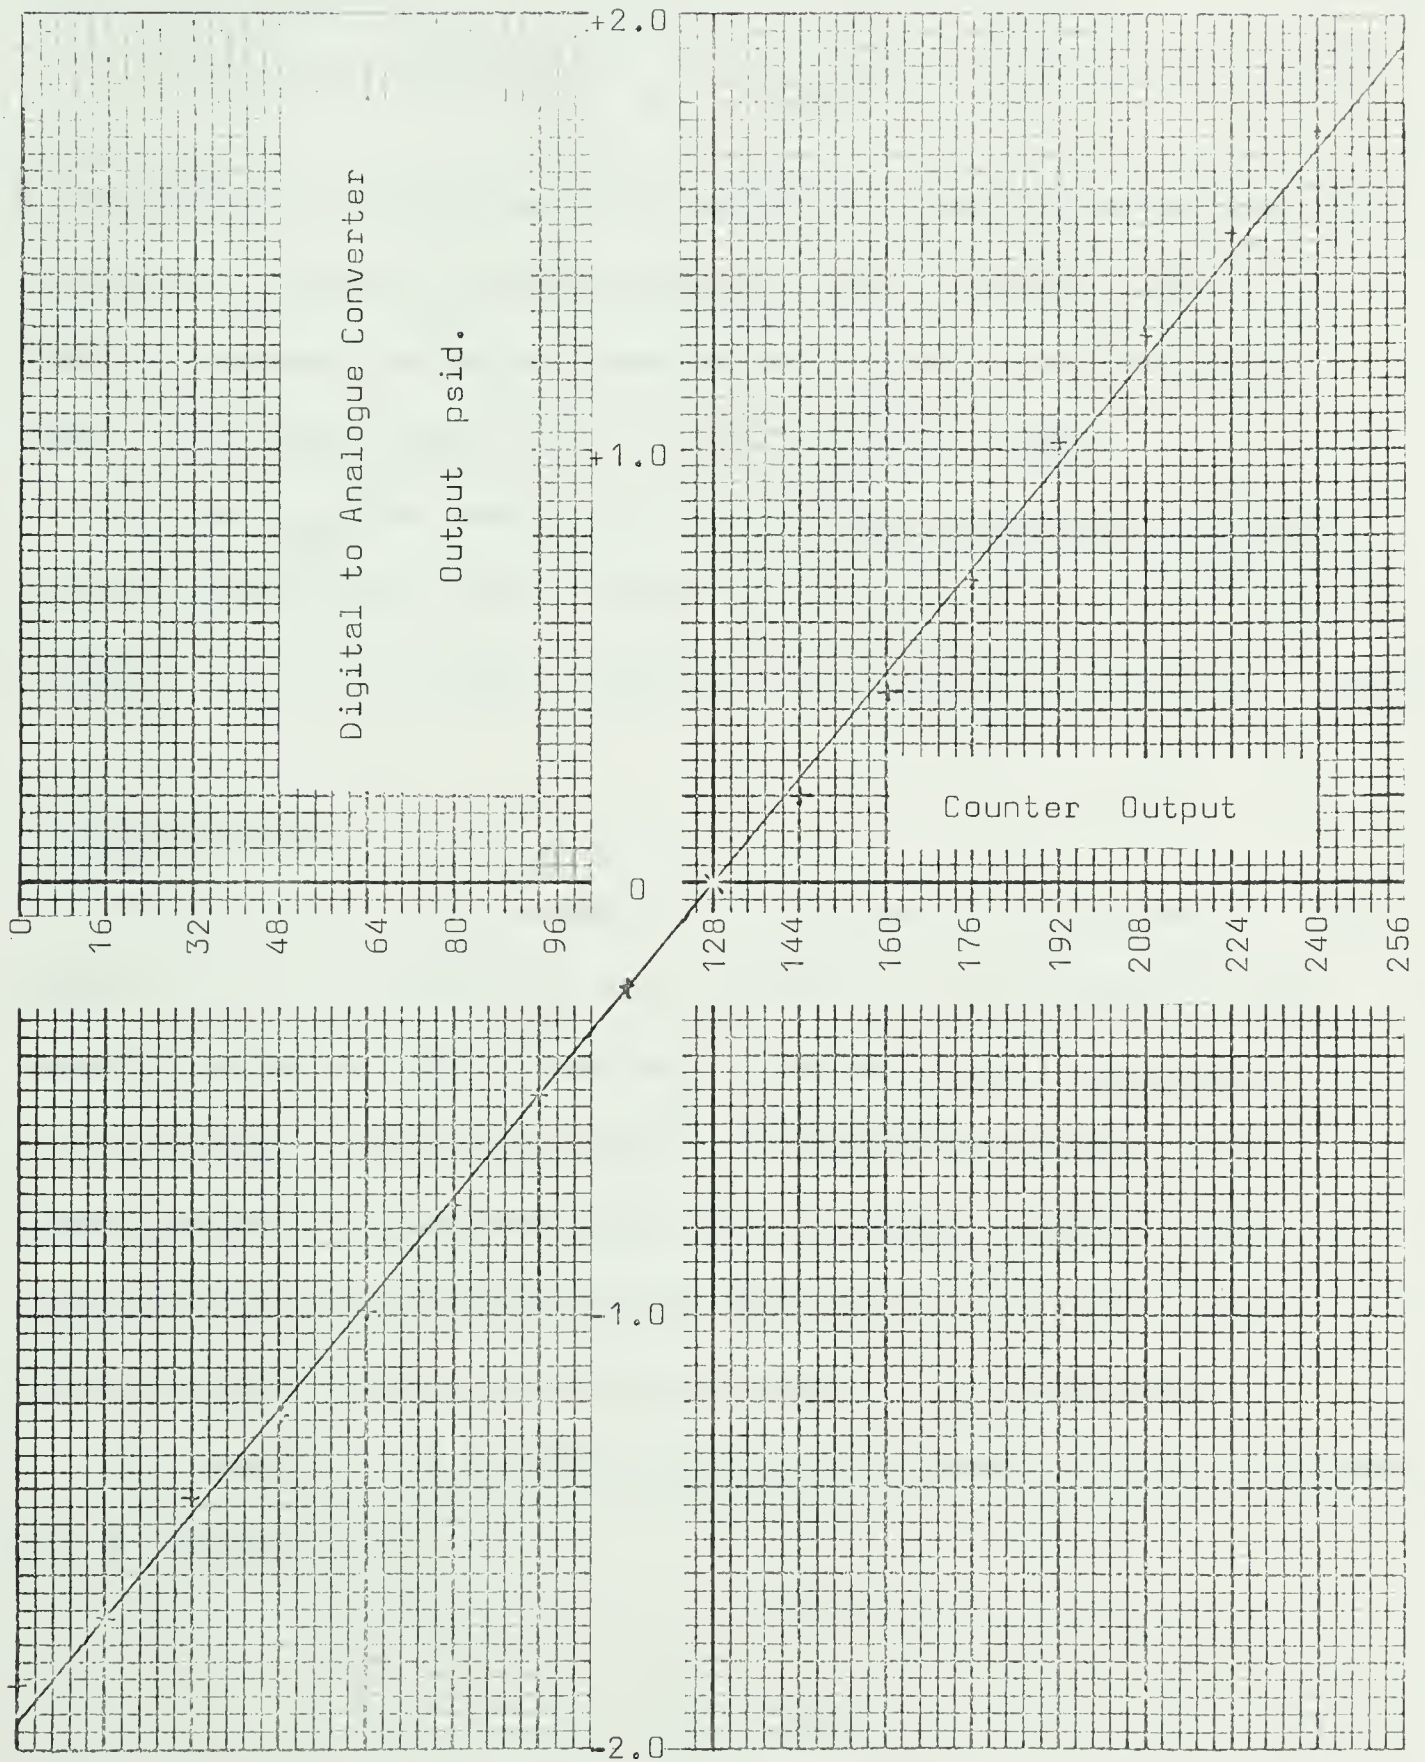 +2.0
Digital to Analogue Converter
Output psid.
+1.0
Counter Output
0
0 16 32 48 64 80 96 128 144 160 176 192 208 224 240 256
-1.0
-2.0